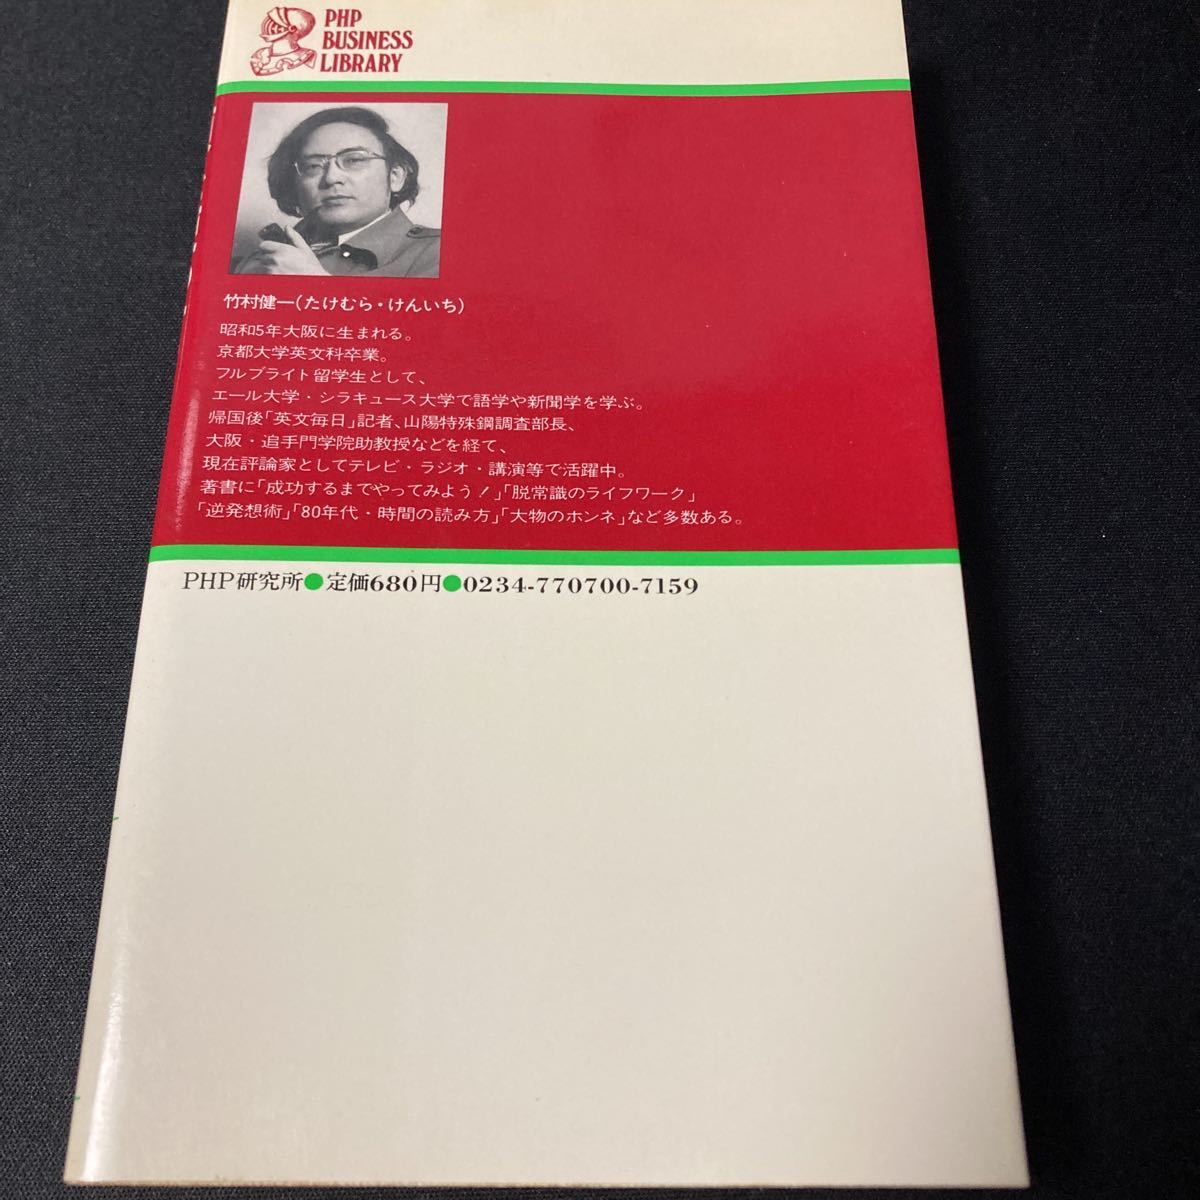 PHP
BUSINESS
LIBRARY
竹村健一(たけむら・けんいち)
昭和5年大阪に生まれる。
京都大学英文科卒業。
フルブライト留学生として、
エール大学・シラキュース大学で語学や新聞学を学ぶ。
帰国後「英文毎日」記者、山陽特殊鋼調査部長、
大阪・追手門学院助教授などを経て、
現在評論家としてテレビ・ラジオ・講演等で活躍中。
著書に「成功するまでやってみよう!」「脱常識のライフワーク」
「逆発想術」「80年代・時間の読み方」「大物のホンネ」など多数ある。
PHP研究所●定価680円●0234-770700-7159